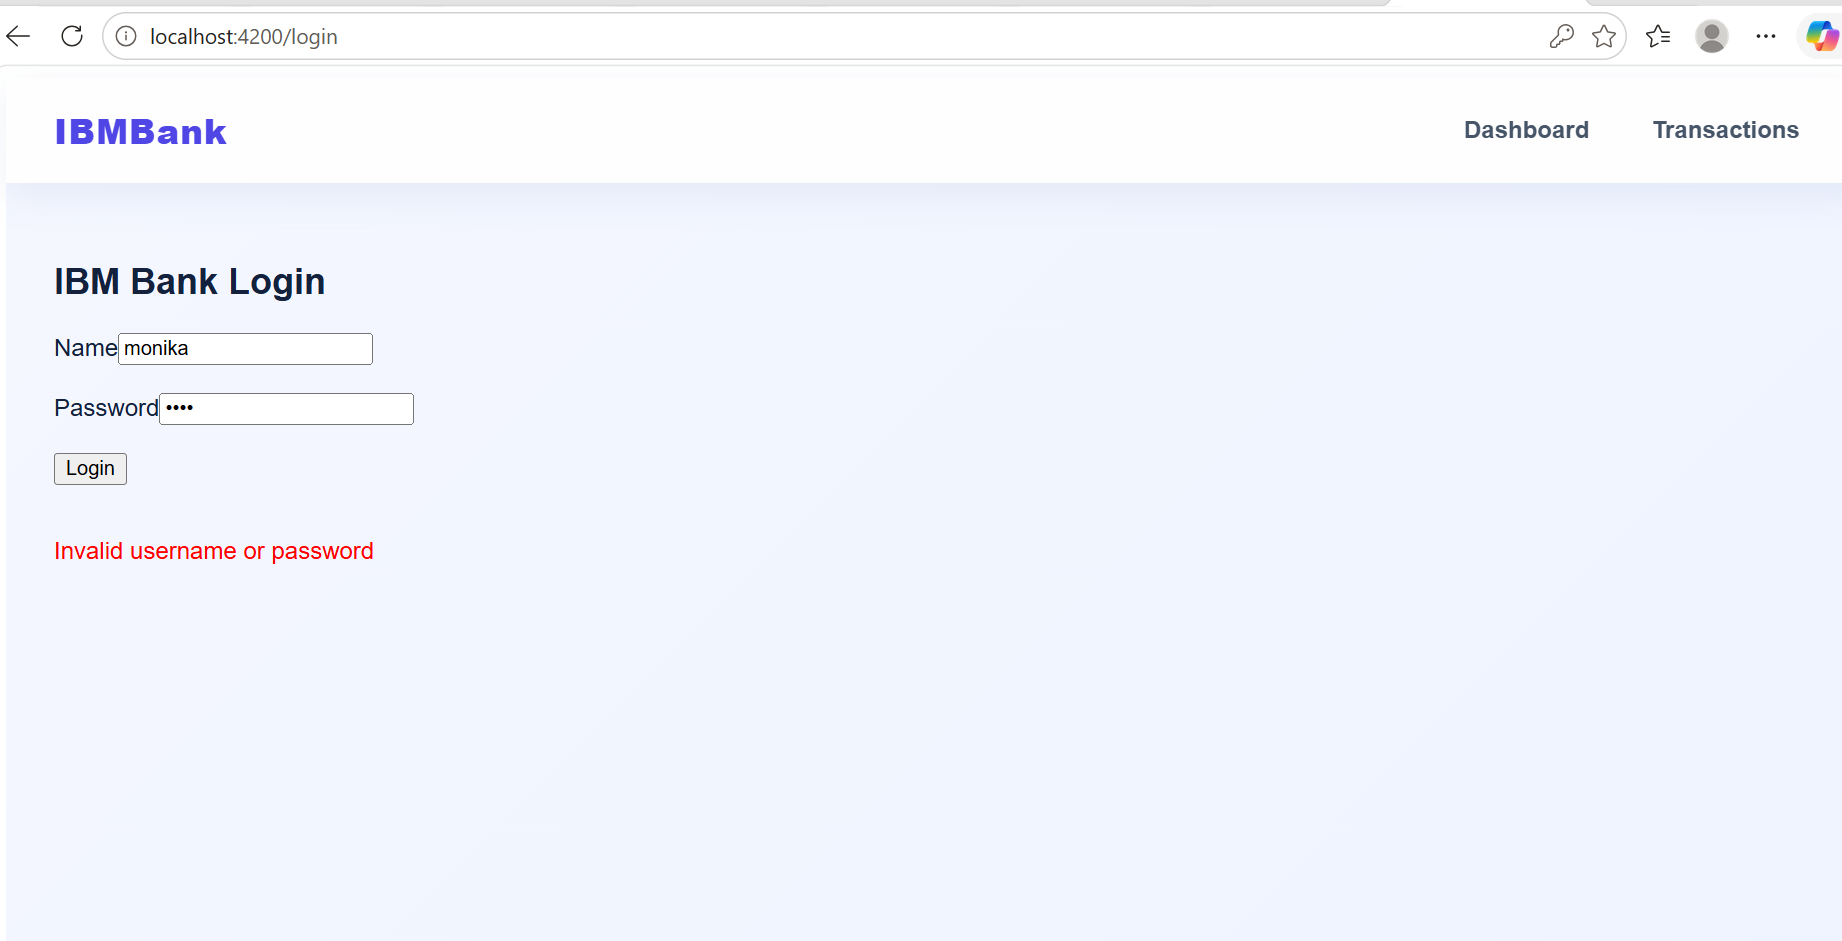 localhost:4200/login
IBMBank
Dashboard
Transactions
IBM Bank Login
Name monika
Password ••••
Login
Invalid username or password